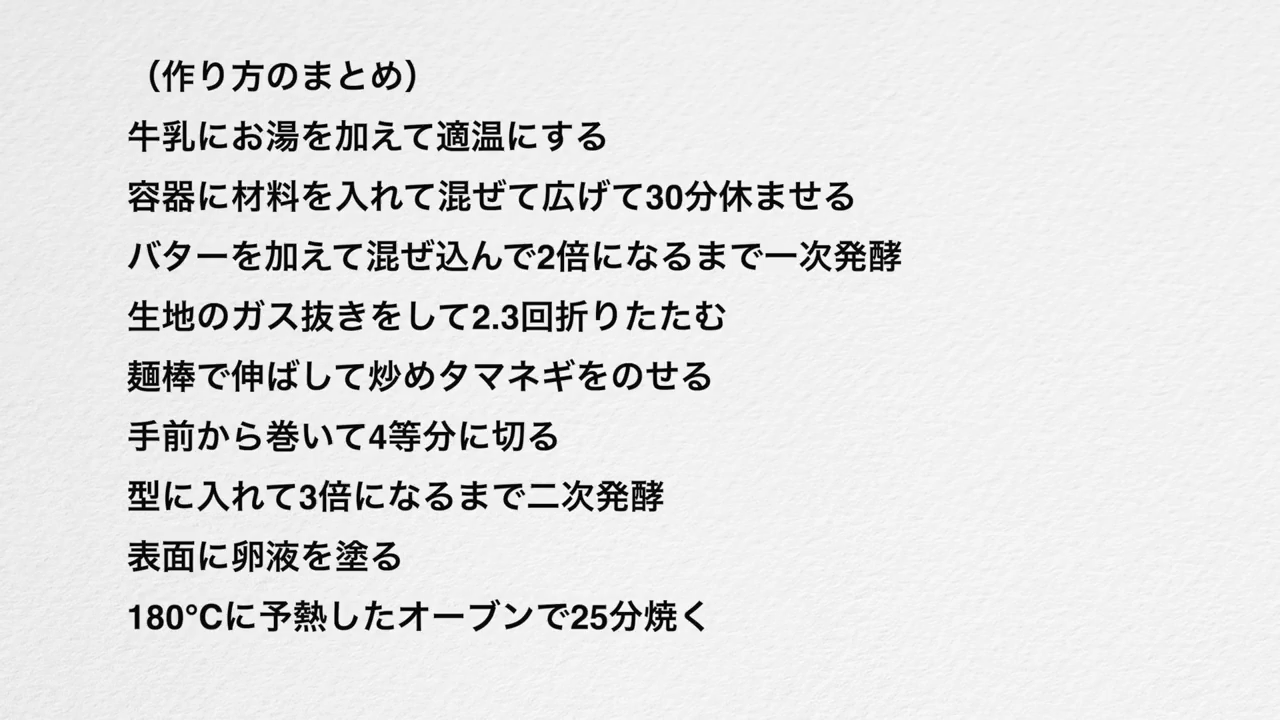 （作り方のまとめ）
牛乳にお湯を加えて適温にする
容器に材料を入れて混ぜて広げて30分休ませる
バターを加えて混ぜ込んで2倍になるまで一次発酵
生地のガス抜きをして2.3回折りたたむ
麺棒で伸ばして炒めタマネギをのせる
手前から巻いて4等分に切る
型に入れて3倍になるまで二次発酵
表面に卵液を塗る
180°Cに予熱したオーブンで25分焼く